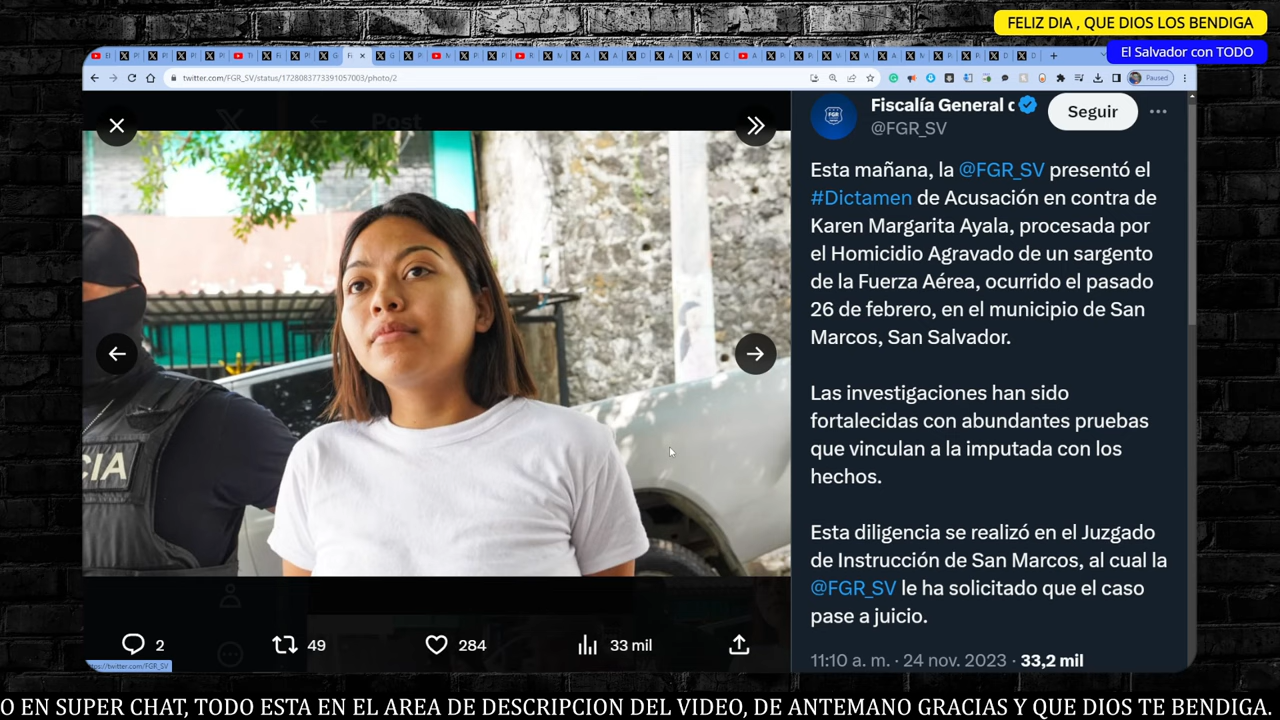 FELIZ DIA , QUE DIOS LOS BENDIGA
El Salvador con TODO
twitter.com/FGR_SV/status/1728083773391057003/photo/2
Paused
Post
Fiscalía General d
Seguir
@FGR_SV
Esta mañana, la @FGR_SV presentó el
#Dictamen de Acusación en contra de
Karen Margarita Ayala, procesada por
el Homicidio Agravado de un sargento
de la Fuerza Aérea, ocurrido el pasado
26 de febrero, en el municipio de San
Marcos, San Salvador.
Las investigaciones han sido
fortalecidas con abundantes pruebas
que vinculan a la imputada con los
hechos.
Esta diligencia se realizó en el Juzgado
de Instrucción de San Marcos, al cual la
@FGR_SV le ha solicitado que el caso
pase a juicio.
11:10 a. m. · 24 nov. 2023 · 33,2 mil
CIA
2
49
284
33 mil
https://twitter.com/FGR_SV
O EN SUPER CHAT, TODO ESTA EN EL AREA DE DESCRIPCION DEL VIDEO, DE ANTEMANO GRACIAS Y QUE DIOS TE BENDIGA.